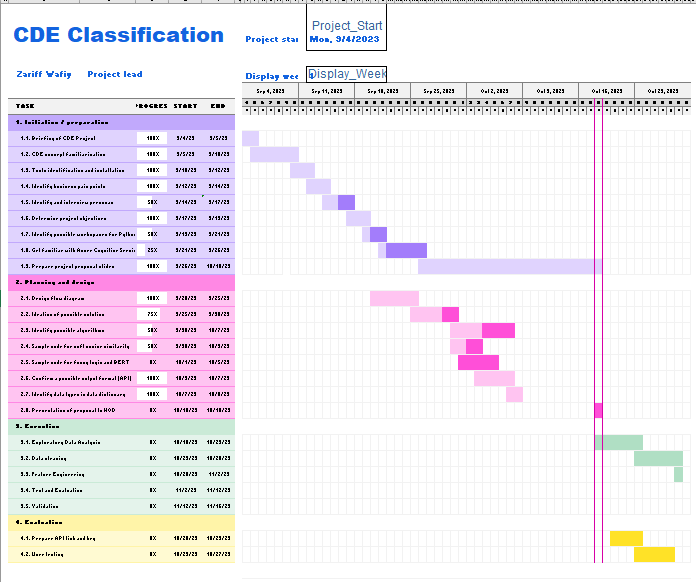 CDE Classification
Project_Start
Project star
Mon, 9/4/2023
Zariff Wafiy Project lead
Display wee
Display_Week
Sep 4, 2023 Sep 11, 2023 Sep 18, 2023 Sep 25, 2023 Oct 2, 2023 Oct 9, 2023 Oct 16, 2023 Oct 23, 2023
TASK PROGRES START END
1. Initiation & preparation
1.1. Briefing of CDE Project 100% 9/4/23 9/5/23
1.2. CDE concept familiarization 100% 9/5/23 9/10/23
1.3. Tools identification and installation 100% 9/10/23 9/12/23
1.4. Identify business pain points 100% 9/12/23 9/14/23
1.5. Identify and interview personas 50% 9/14/23 9/17/23
1.6. Determine project objectives 100% 9/17/23 9/19/23
1.7. Identify possible workspaces for Python 50% 9/19/23 9/21/23
1.8. Get familiar with Azure Cognitive Servic 25% 9/21/23 9/26/23
1.9. Prepare project proposal slides 100% 9/26/23 10/18/23
2. Planning and design
2.1. Design flow diagram 100% 9/20/23 9/25/23
2.2. Ideation of possible solution 75% 9/25/23 9/30/23
2.3. Identify possible algorithms 50% 9/30/23 10/7/23
2.4. Sample code for soft cosine similarity 50% 9/30/23 10/3/23
2.5. Sample code for fuzzy logic and BERT 0% 10/1/23 10/5/23
2.6. Confirm a possible output format (API) 100% 10/3/23 10/7/23
2.7. Identify data types in data dictionary 100% 10/7/23 10/8/23
2.8. Presentation of proposal to HOD 0% 10/18/23 10/18/23
3. Execution
3.1. Exploratory Data Analysis 0% 10/18/23 10/23/23
3.2. Data cleaning 0% 10/23/23 10/28/23
3.3. Feature Engineering 0% 10/28/23 11/2/23
3.4. Test and Evaluation 0% 11/2/23 11/12/23
3.5. Validation 0% 11/12/23 11/16/23
4. Evaluation
4.1. Prepare API link and key 0% 10/20/23 10/23/23
4.2. User testing 0% 10/23/23 10/27/23